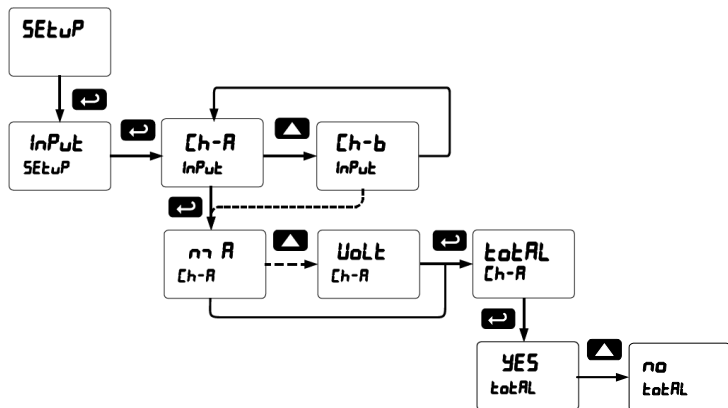 SEtuP
InPut
SEtuP
Ch-A
InPut
Ch-b
InPut
mA
Ch-A
VoLt
Ch-A
totAL
Ch-A
YES
totAL
no
totAL